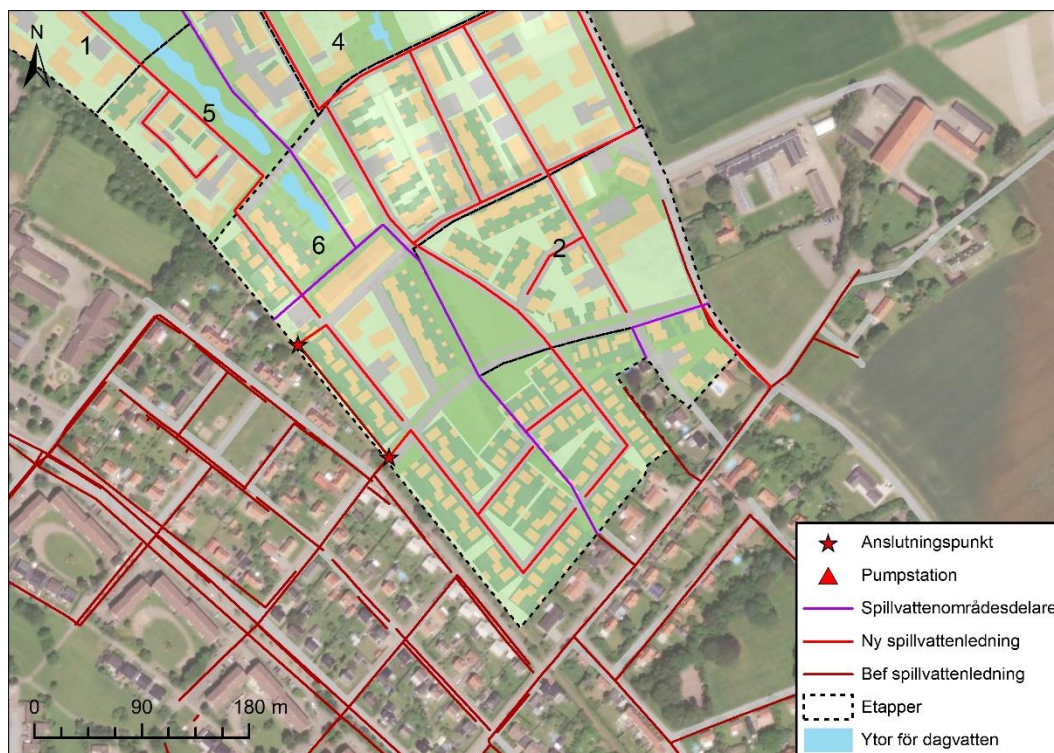 N
1
4
5
6
2
0 90 180 m
Anslutningspunkt
Pumpstation
Spillvattenområdesdelare
Ny spillvattenledning
Bef spillvattenledning
Etapper
Ytor för dagvatten